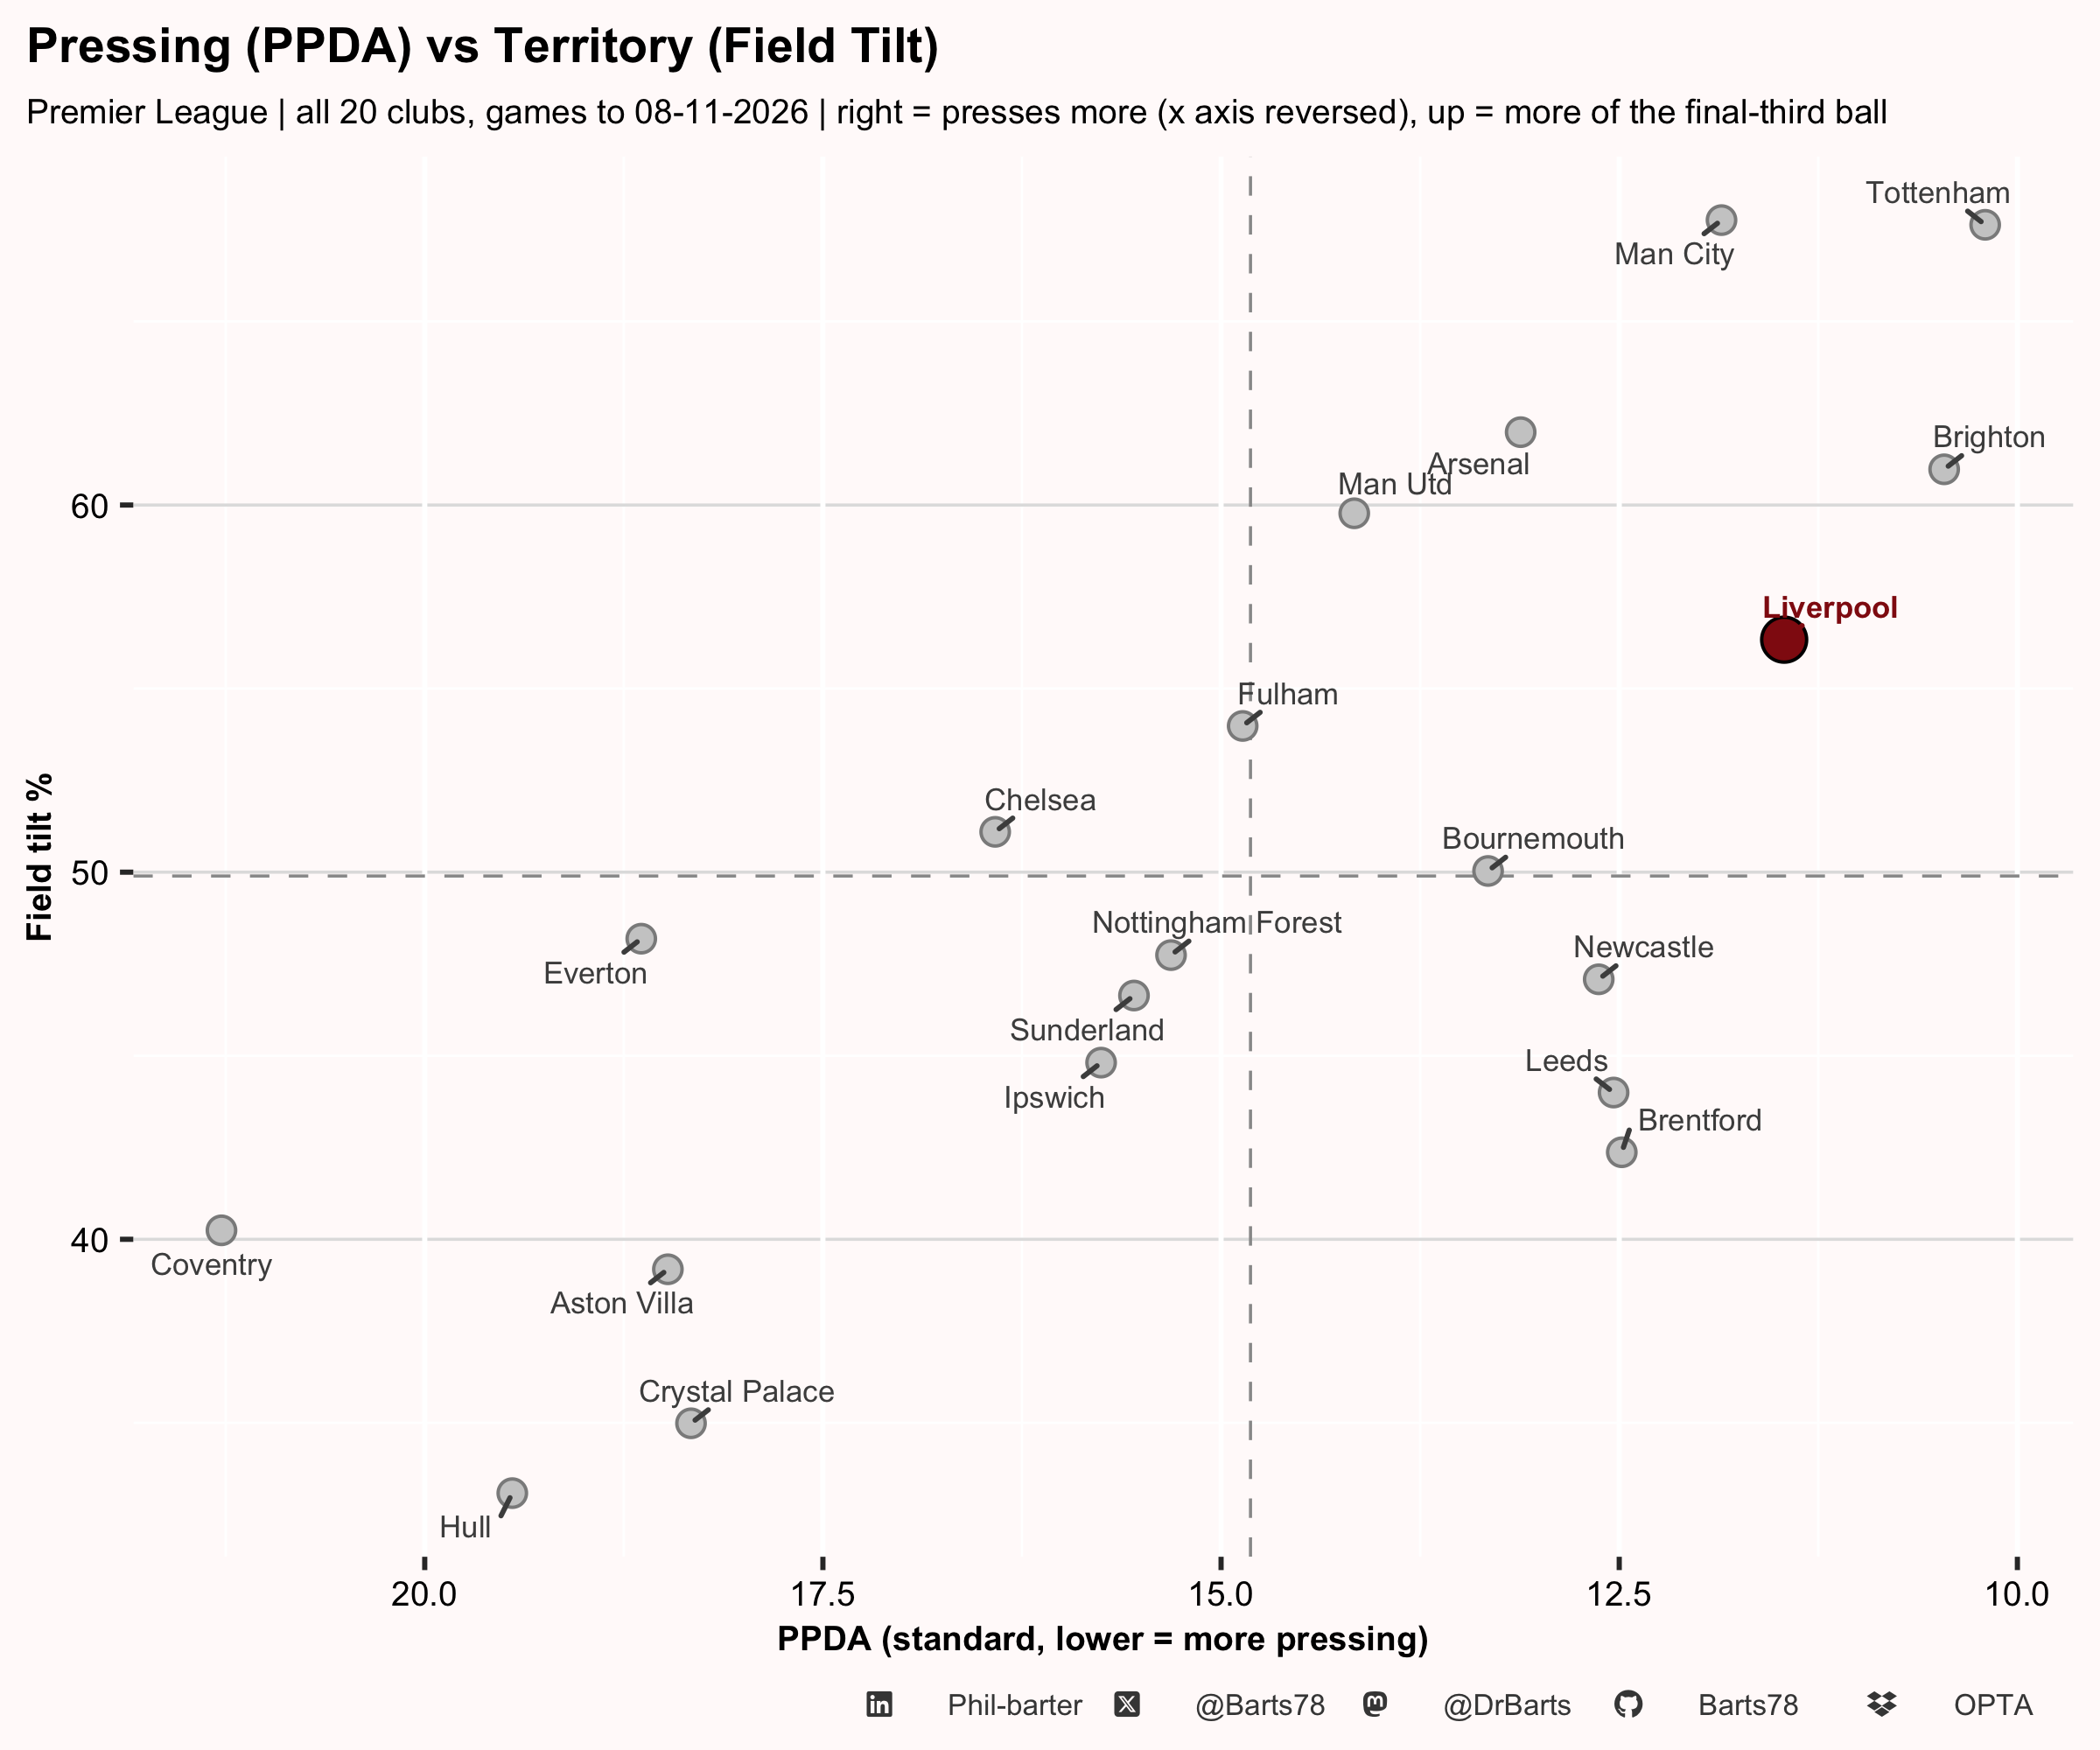 Pressing (PPDA) vs Territory (Field Tilt)
Premier League | all 20 clubs, games to 08-11-2026 | right = presses more (x axis reversed), up = more of the final-third ball
Tottenham
Man City
Brighton
Arsenal
Man Utd
60
Liverpool
Fulham
Chelsea
Bournemouth
50
Field tilt %
Nottingham Forest
Newcastle
Everton
Sunderland
Leeds
Ipswich
Brentford
40
Coventry
Aston Villa
Crystal Palace
Hull
20.0 17.5 15.0 12.5 10.0
PPDA (standard, lower = more pressing)
Phil-barter @Barts78 @DrBarts Barts78 OPTA